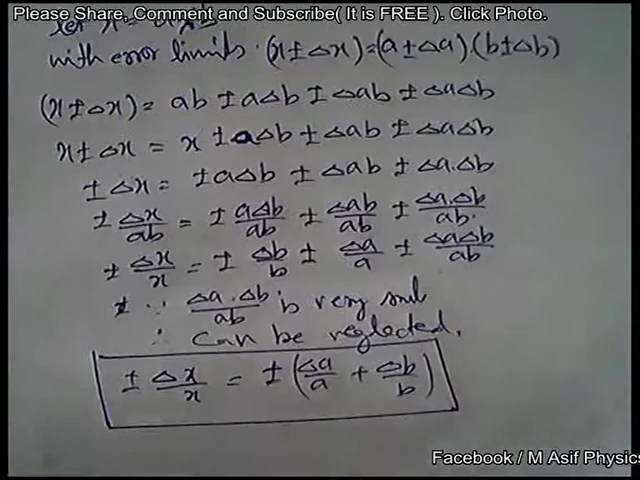 Please Share, Comment and Subscribe( It is FREE ). Click Photo.
let x = a x b
with error limits. (x±Δx)=(a±Δa)(b±Δb)
(x±Δx)= ab ±aΔb ± Δab ± ΔaΔb
x± Δx = x ±aΔb ± Δab ± ΔaΔb
± Δx = ±aΔb ± Δab ± Δa.Δb
± Δx/ab = ± aΔb/ab ± Δab/ab ± Δa.Δb/ab.
± Δx/x = ± Δb/b ± Δa/a ± ΔaΔb/ab
∵ Δa.Δb/ab is very small
∴ can be neglected.
± Δx/x = ± (Δa/a + Δb/b)
Facebook / M Asif Physics